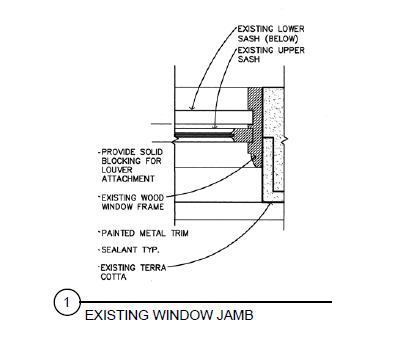 EXISTING LOWER
SASH (BELOW)
EXISTING UPPER
SASH
PROVIDE SOLID
BLOCKING FOR
LOUVER
ATTACHMENT
EXISTING WOOD
WINDOW FRAME
PAINTED METAL TRIM
SEALANT TYP.
EXISTING TERRA
COTTA
1
EXISTING WINDOW JAMB